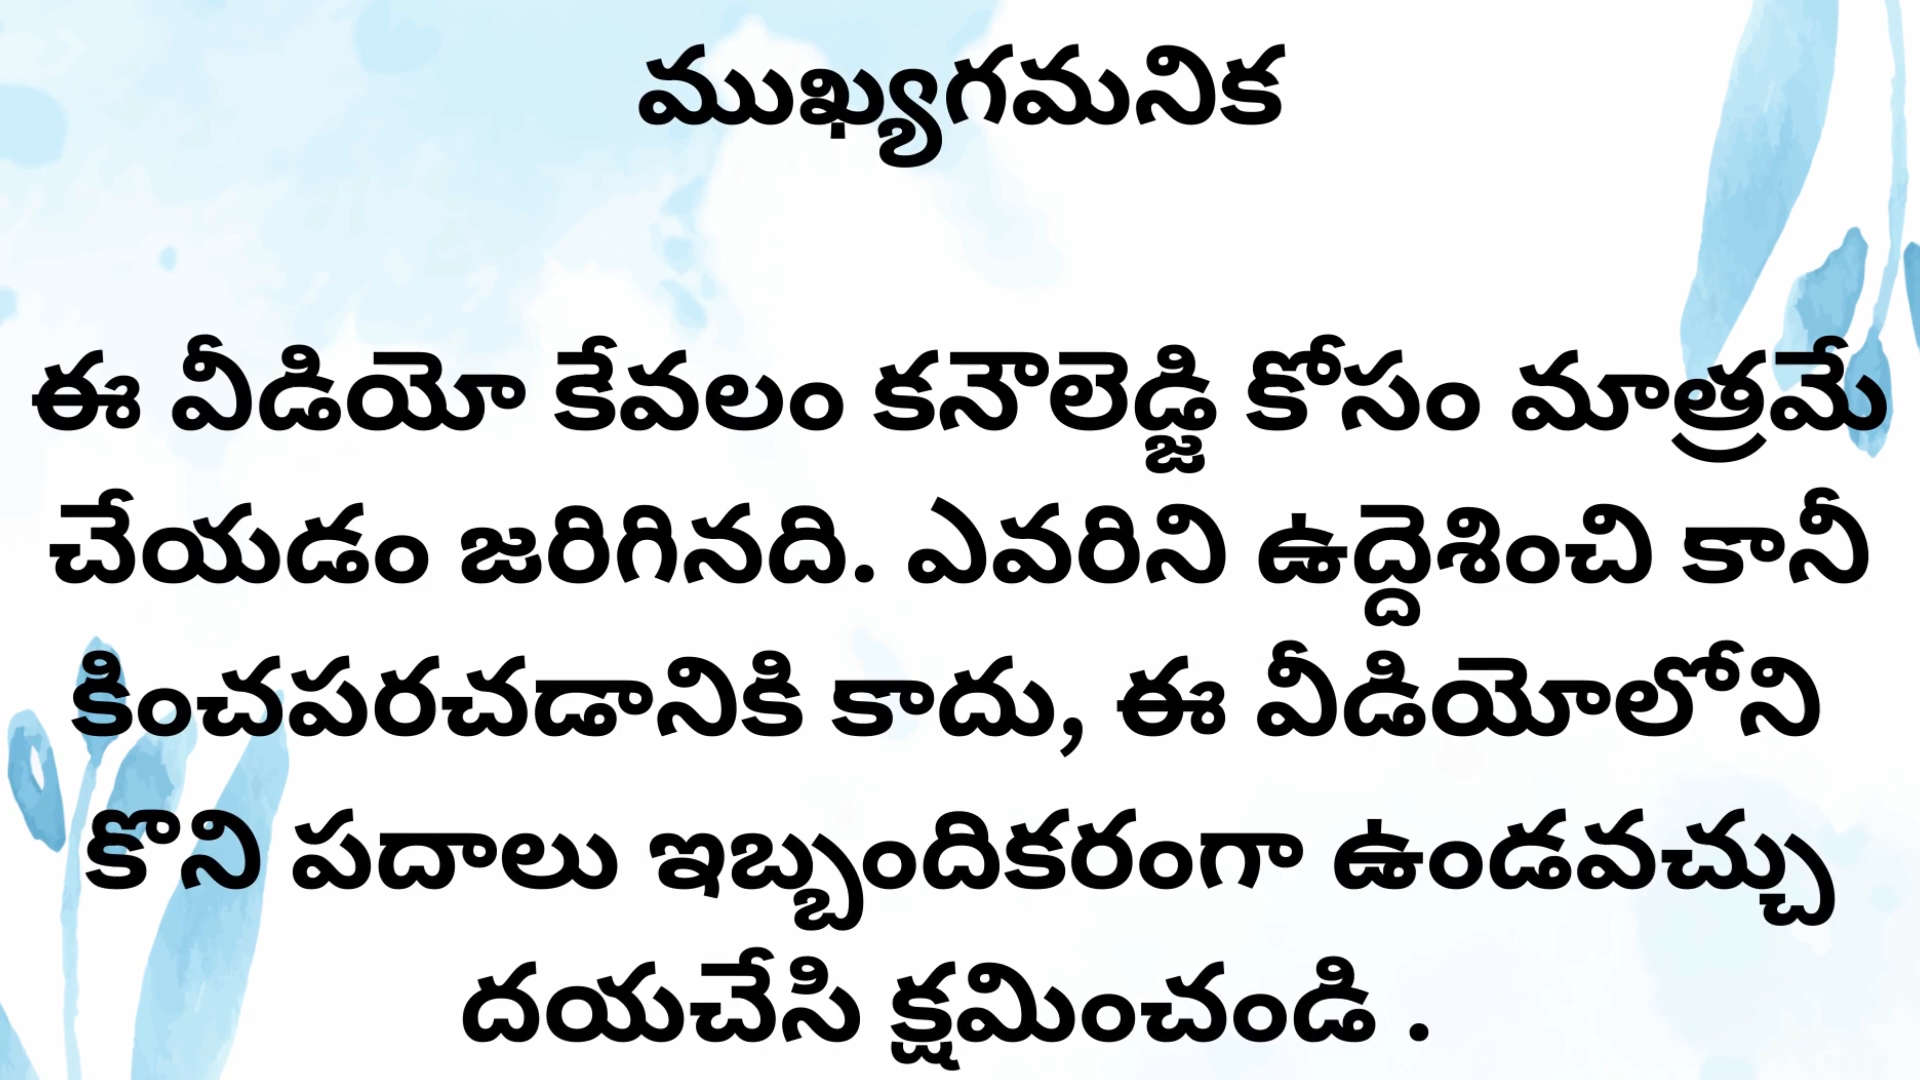 ముఖ్యగమనిక
ఈ వీడియో కేవలం కనౌలెడ్జి కోసం మాత్రమే
చేయడం జరిగినది. ఎవరిని ఉద్దెశించి కానీ
కించపరచడానికి కాదు, ఈ వీడియోలోని
కొని పదాలు ఇబ్బందికరంగా ఉండవచ్చు
దయచేసి క్షమించండి .